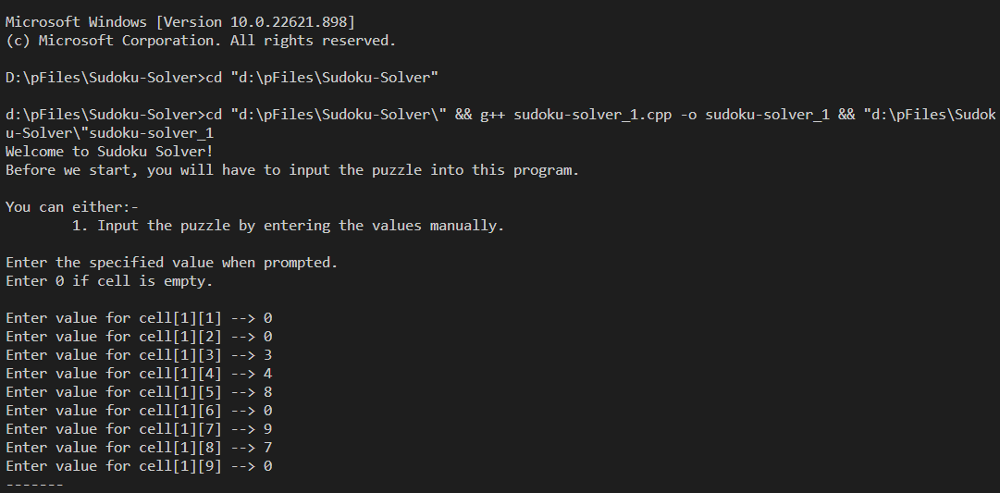 Microsoft Windows [Version 10.0.22621.898]
(c) Microsoft Corporation. All rights reserved.
D:\pFiles\Sudoku-Solver>cd "d:\pFiles\Sudoku-Solver"
d:\pFiles\Sudoku-Solver>cd "d:\pFiles\Sudoku-Solver\" && g++ sudoku-solver_1.cpp -o sudoku-solver_1 && "d:\pFiles\Sudok
u-Solver\"sudoku-solver_1
Welcome to Sudoku Solver!
Before we start, you will have to input the puzzle into this program.
You can either:-
1. Input the puzzle by entering the values manually.
Enter the specified value when prompted.
Enter 0 if cell is empty.
Enter value for cell[1][1] --> 0
Enter value for cell[1][2] --> 0
Enter value for cell[1][3] --> 3
Enter value for cell[1][4] --> 4
Enter value for cell[1][5] --> 8
Enter value for cell[1][6] --> 0
Enter value for cell[1][7] --> 9
Enter value for cell[1][8] --> 7
Enter value for cell[1][9] --> 0
-------